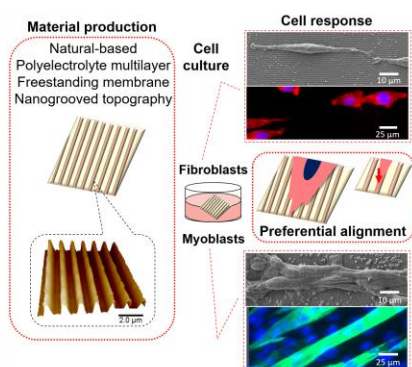 Material production
Natural-based
Polyelectrolyte multilayer
Freestanding membrane
Nanogrooved topography
2.0 µm
Cell response
Cell
culture
10 µm
25 µm
Fibroblasts
Myoblasts
Preferential alignment
10 µm
25 µm